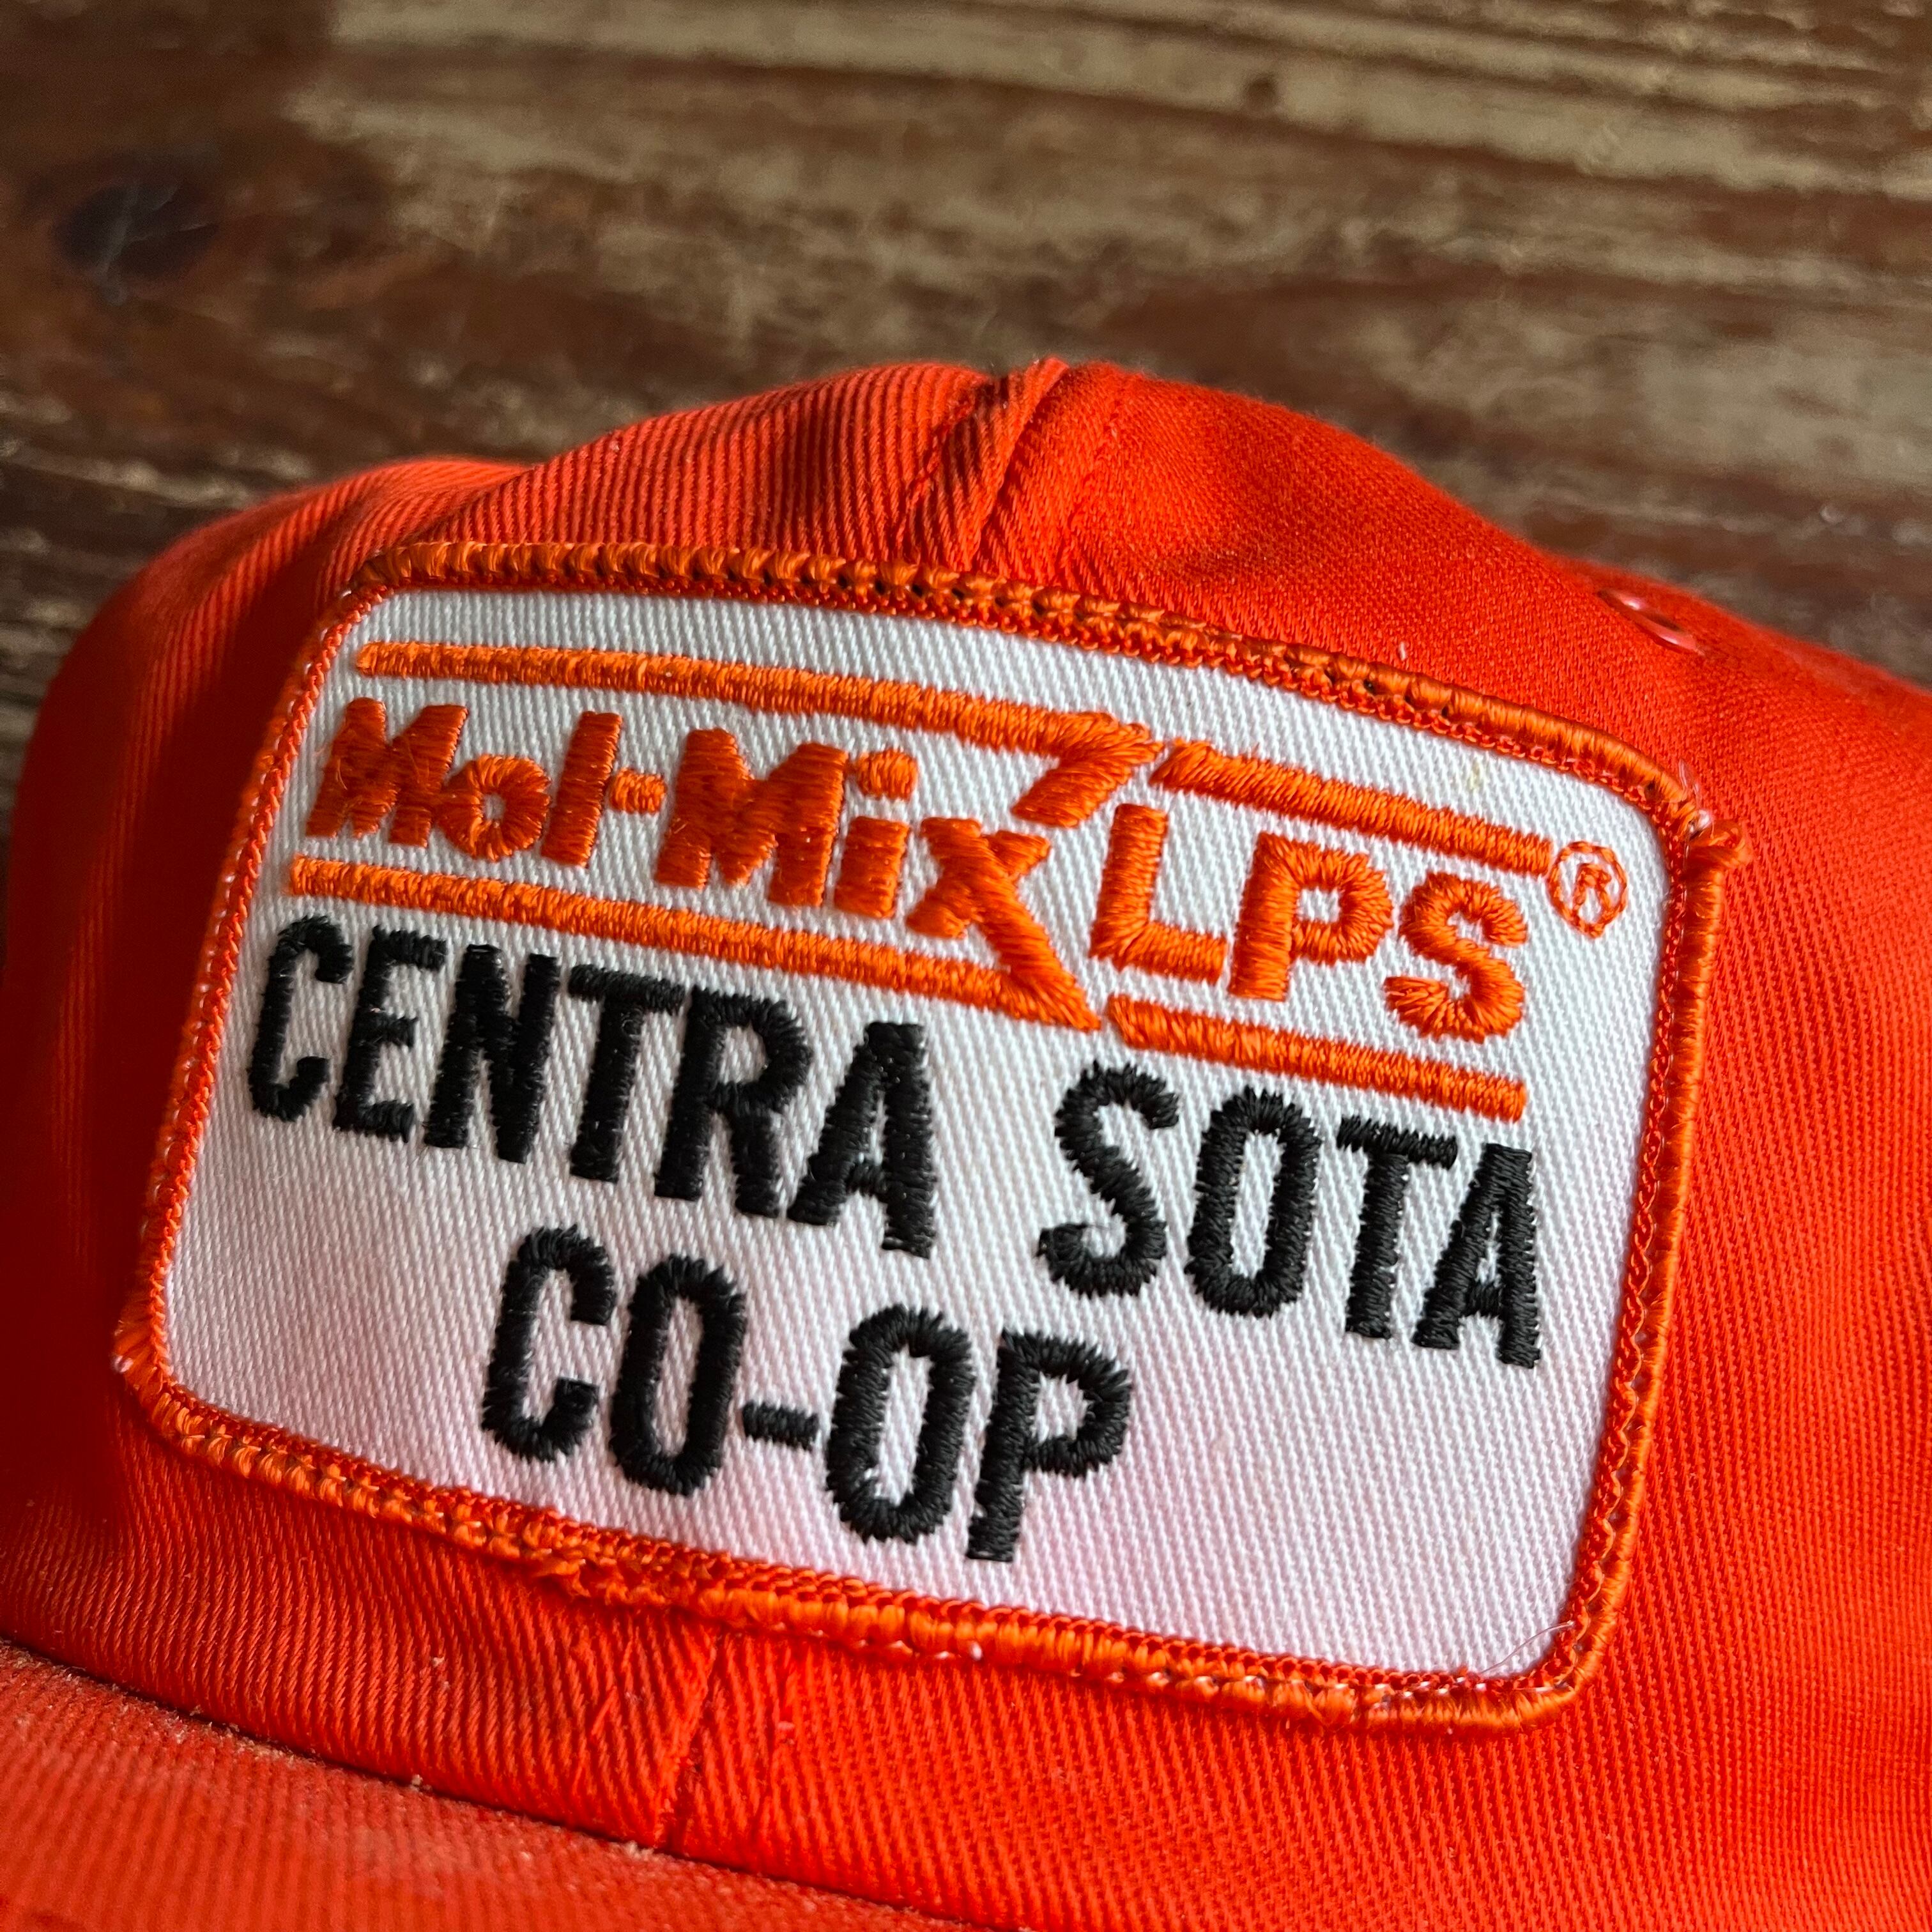 Mol-Mix LPS®
CENTRA SOTA
CO-OP